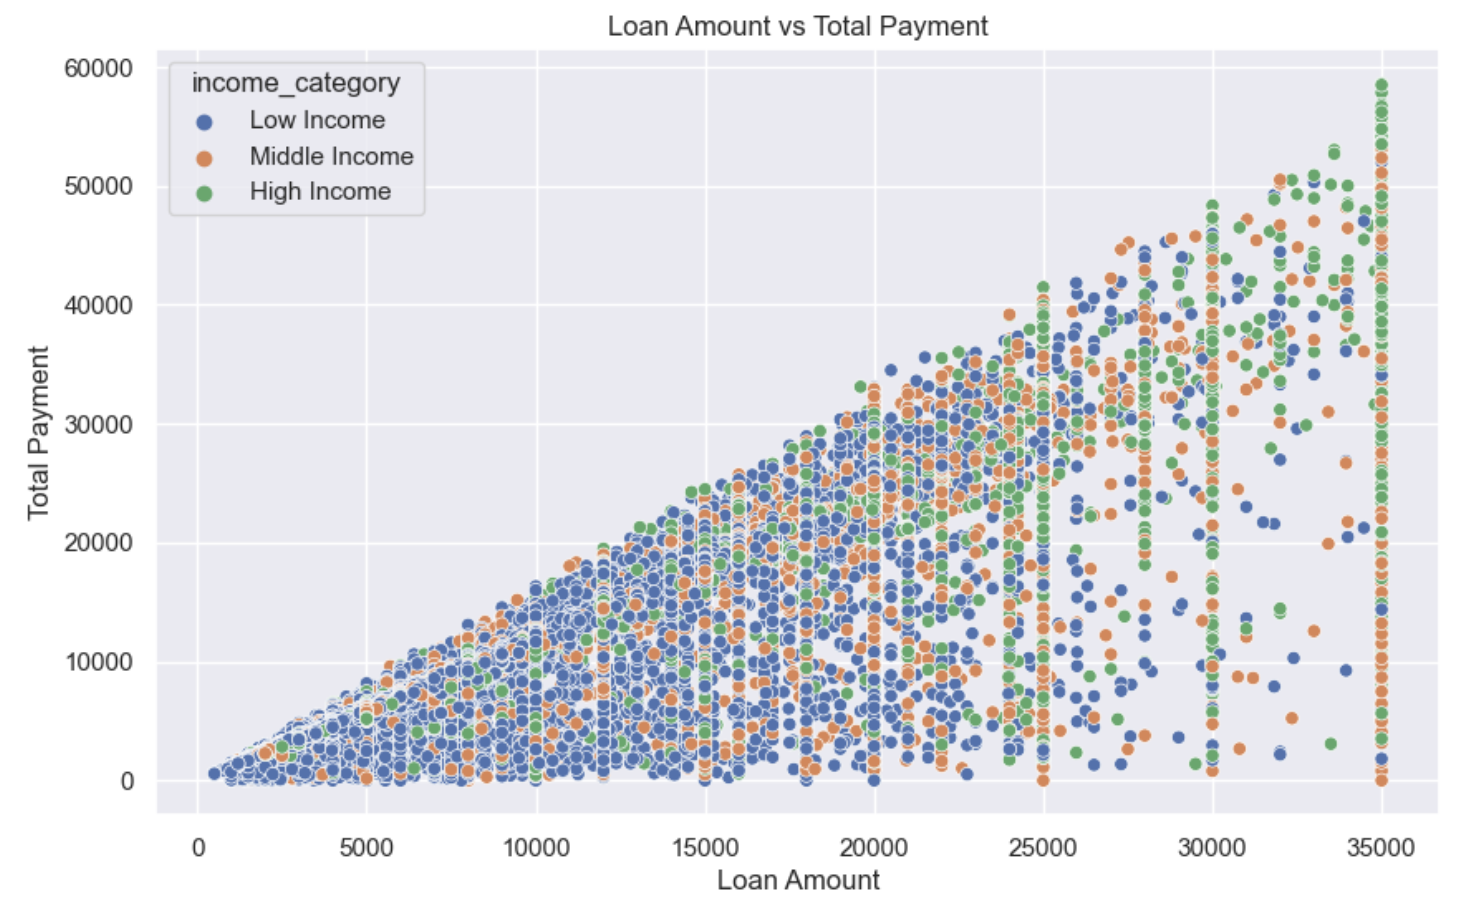 Loan Amount vs Total Payment
income_category
Low Income
Middle Income
High Income
Total Payment
60000
50000
40000
30000
20000
10000
0
0 5000 10000 15000 20000 25000 30000 35000
Loan Amount